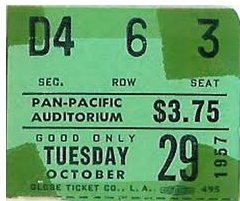 D4 6 3
SEC. ROW SEAT
PAN-PACIFIC
AUDITORIUM $3.75
GOOD ONLY
TUESDAY 29 1957
OCTOBER
GLOBE TICKET CO., L. A. 495